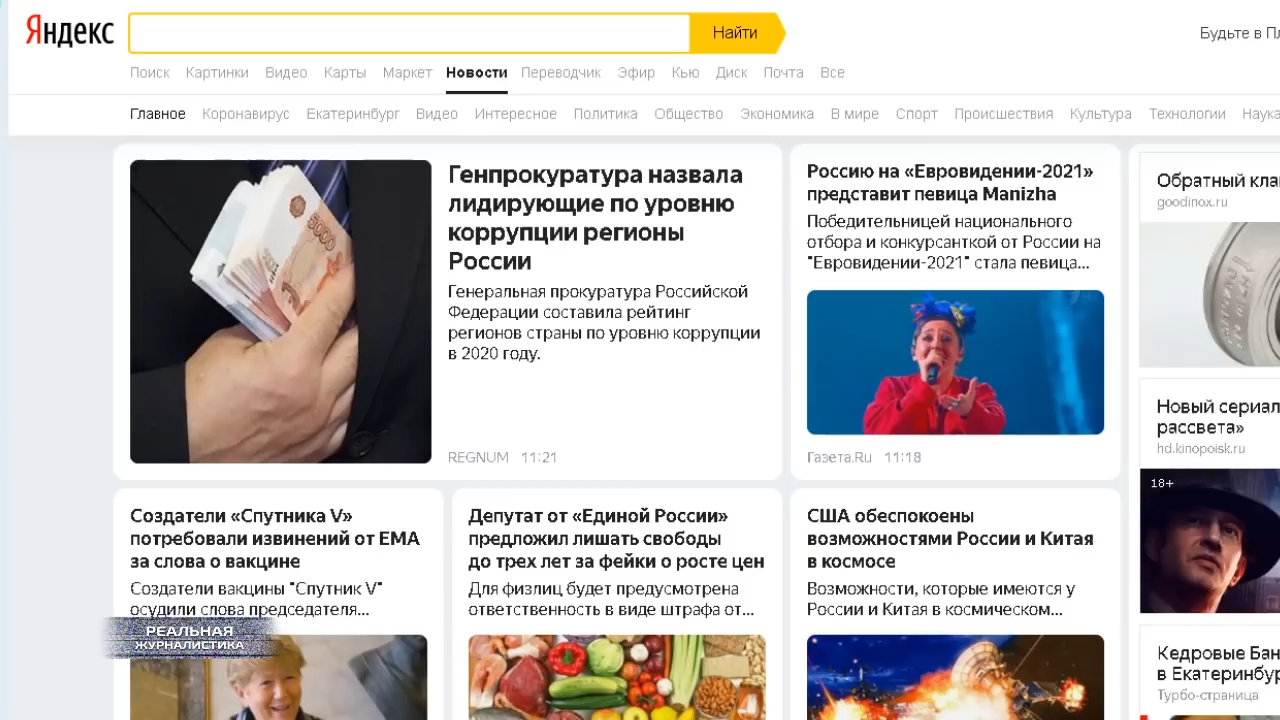 Яндекс
Найти
Будьте в
Поиск Картинки Видео Карты Маркет Новости Переводчик Эфир Кью Диск Почта Все
Главное Коронавирус Екатеринбург Видео Интересное Политика Общество Экономика В мире Спорт Происшествия Культура Технологии Наука
Генпрокуратура назвала
лидирующие по уровню
коррупции регионы
России
Генеральная прокуратура Российской
Федерации составила рейтинг
регионов страны по уровню коррупции
в 2020 году.
REGNUM 11:21
5000
Россию на «Евровидении-2021»
представит певица Manizha
Победительницей национального
отбора и конкурсанткой от России на
"Евровидении-2021" стала певица...
Газета.Ru 11:18
Обратный кла
goodinox.ru
Новый сериал
рассвета»
hd.kinopoisk.ru
18+
Создатели «Спутника V»
потребовали извинений от EMA
за слова о вакцине
Создатели вакцины "Спутник V"
осудили слова председателя...
Депутат от «Единой России»
предложил лишать свободы
до трех лет за фейки о росте цен
Для физлиц будет предусмотрена
ответственность в виде штрафа от...
США обеспокоены
возможностями России и Китая
в космосе
Возможности, которые имеются у
России и Китая в космическом...
Кедровые Бан
в Екатеринбур
Турбо-страница
РЕАЛЬНАЯ
ЖУРНАЛИСТИКА